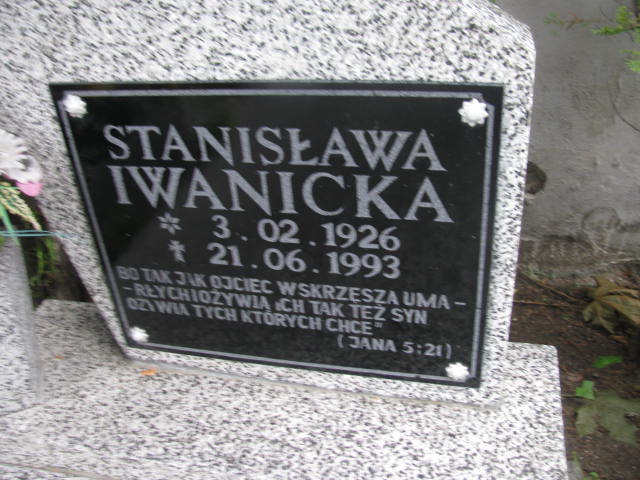 STANISŁAWA
IWANICKA
* 3.02.1926
✝ 21.06.1993
BO TAK JAK OJCIEC WSKRZESZA UMA-
-RŁYCH I OŻYWIA ICH TAK TEŻ SYN
OŻYWIA TYCH KTÓRYCH CHCE"
(JANA 5:21)